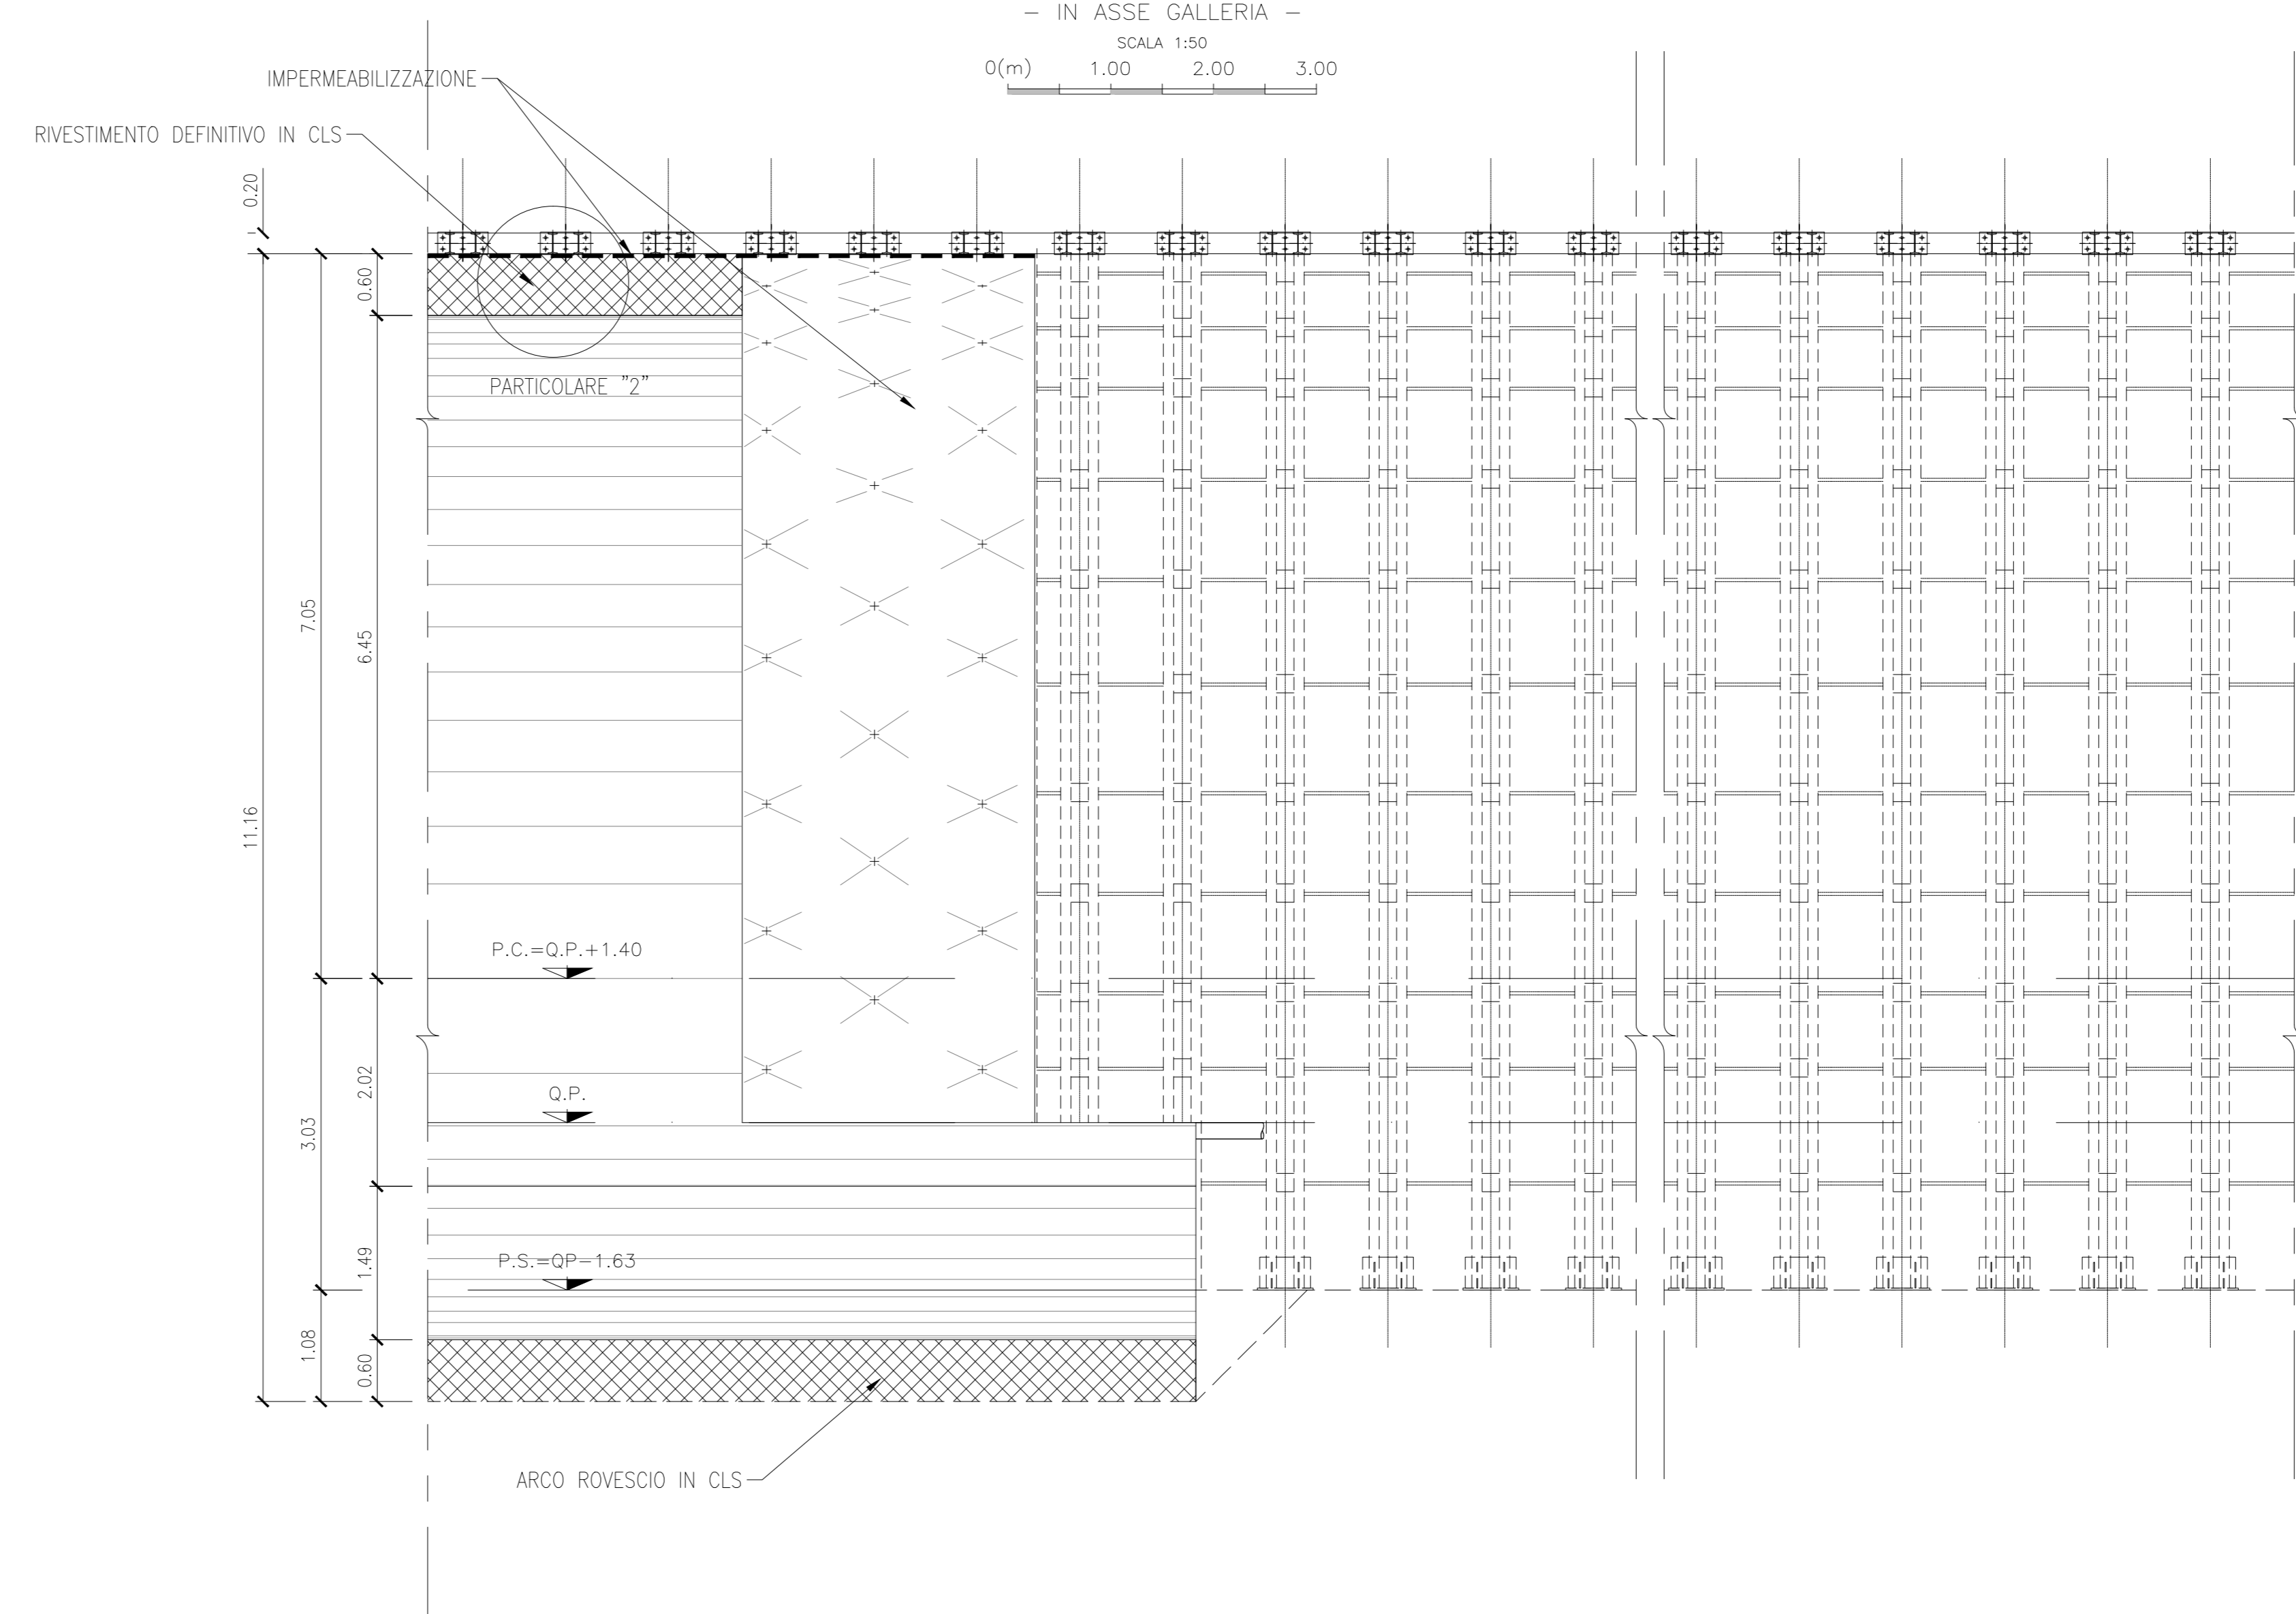 – IN ASSE GALLERIA –
SCALA 1:50
0(m) 1.00 2.00 3.00
IMPERMEABILIZZAZIONE
RIVESTIMENTO DEFINITIVO IN CLS
0.20
0.60
PARTICOLARE "2"
7.05
6.45
11.16
P.C.=Q.P.+1.40
2.02
Q.P.
3.03
1.49
P.S.=QP–1.63
1.08
0.60
ARCO ROVESCIO IN CLS